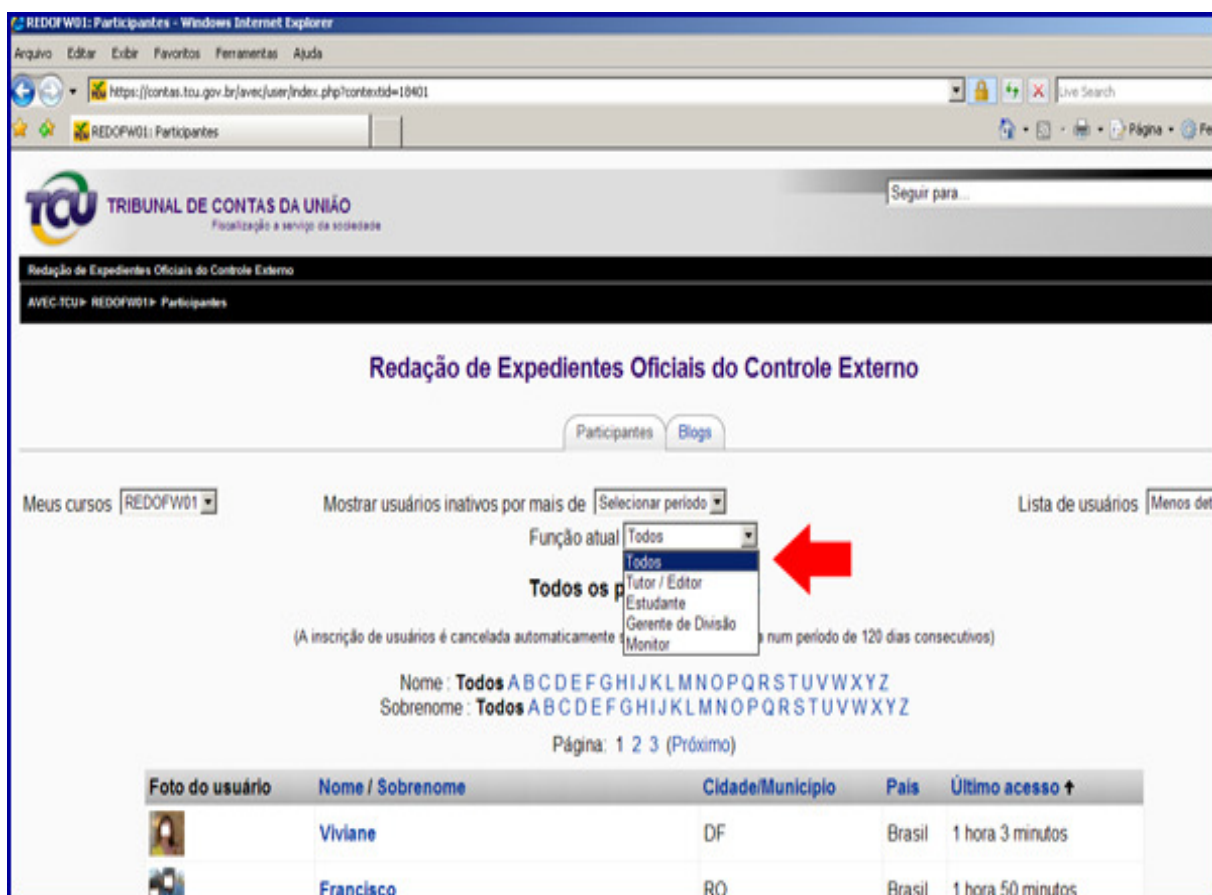 REDOFW01: Participantes - Windows Internet Explorer
Arquivo Editar Exibir Favoritos Ferramentas Ajuda
https://contas.tcu.gov.br/avec/user/index.php?contextid=18401 Live Search
REDOFW01: Participantes Página Fe
TCU TRIBUNAL DE CONTAS DA UNIÃO
Fiscalização a serviço da sociedade
Seguir para...
Redação de Expedientes Oficiais do Controle Externo
AVEC-TCU► REDOFW01► Participantes
Redação de Expedientes Oficiais do Controle Externo
Participantes Blogs
Meus cursos REDOFW01 Mostrar usuários inativos por mais de Selecionar período Lista de usuários Menos det
Função atual Todos
Todos
Tutor / Editor
Estudante
Gerente de Divisão
Monitor
Todos os p
(A inscrição de usuários é cancelada automaticamente num período de 120 dias consecutivos)
Nome : Todos A B C D E F G H I J K L M N O P Q R S T U V W X Y Z
Sobrenome : Todos A B C D E F G H I J K L M N O P Q R S T U V W X Y Z
Página: 1 2 3 (Próximo)
Foto do usuário Nome / Sobrenome Cidade/Município País Último acesso ↑
Viviane DF Brasil 1 hora 3 minutos
Francisco RO Brasil 1 hora 50 minutos